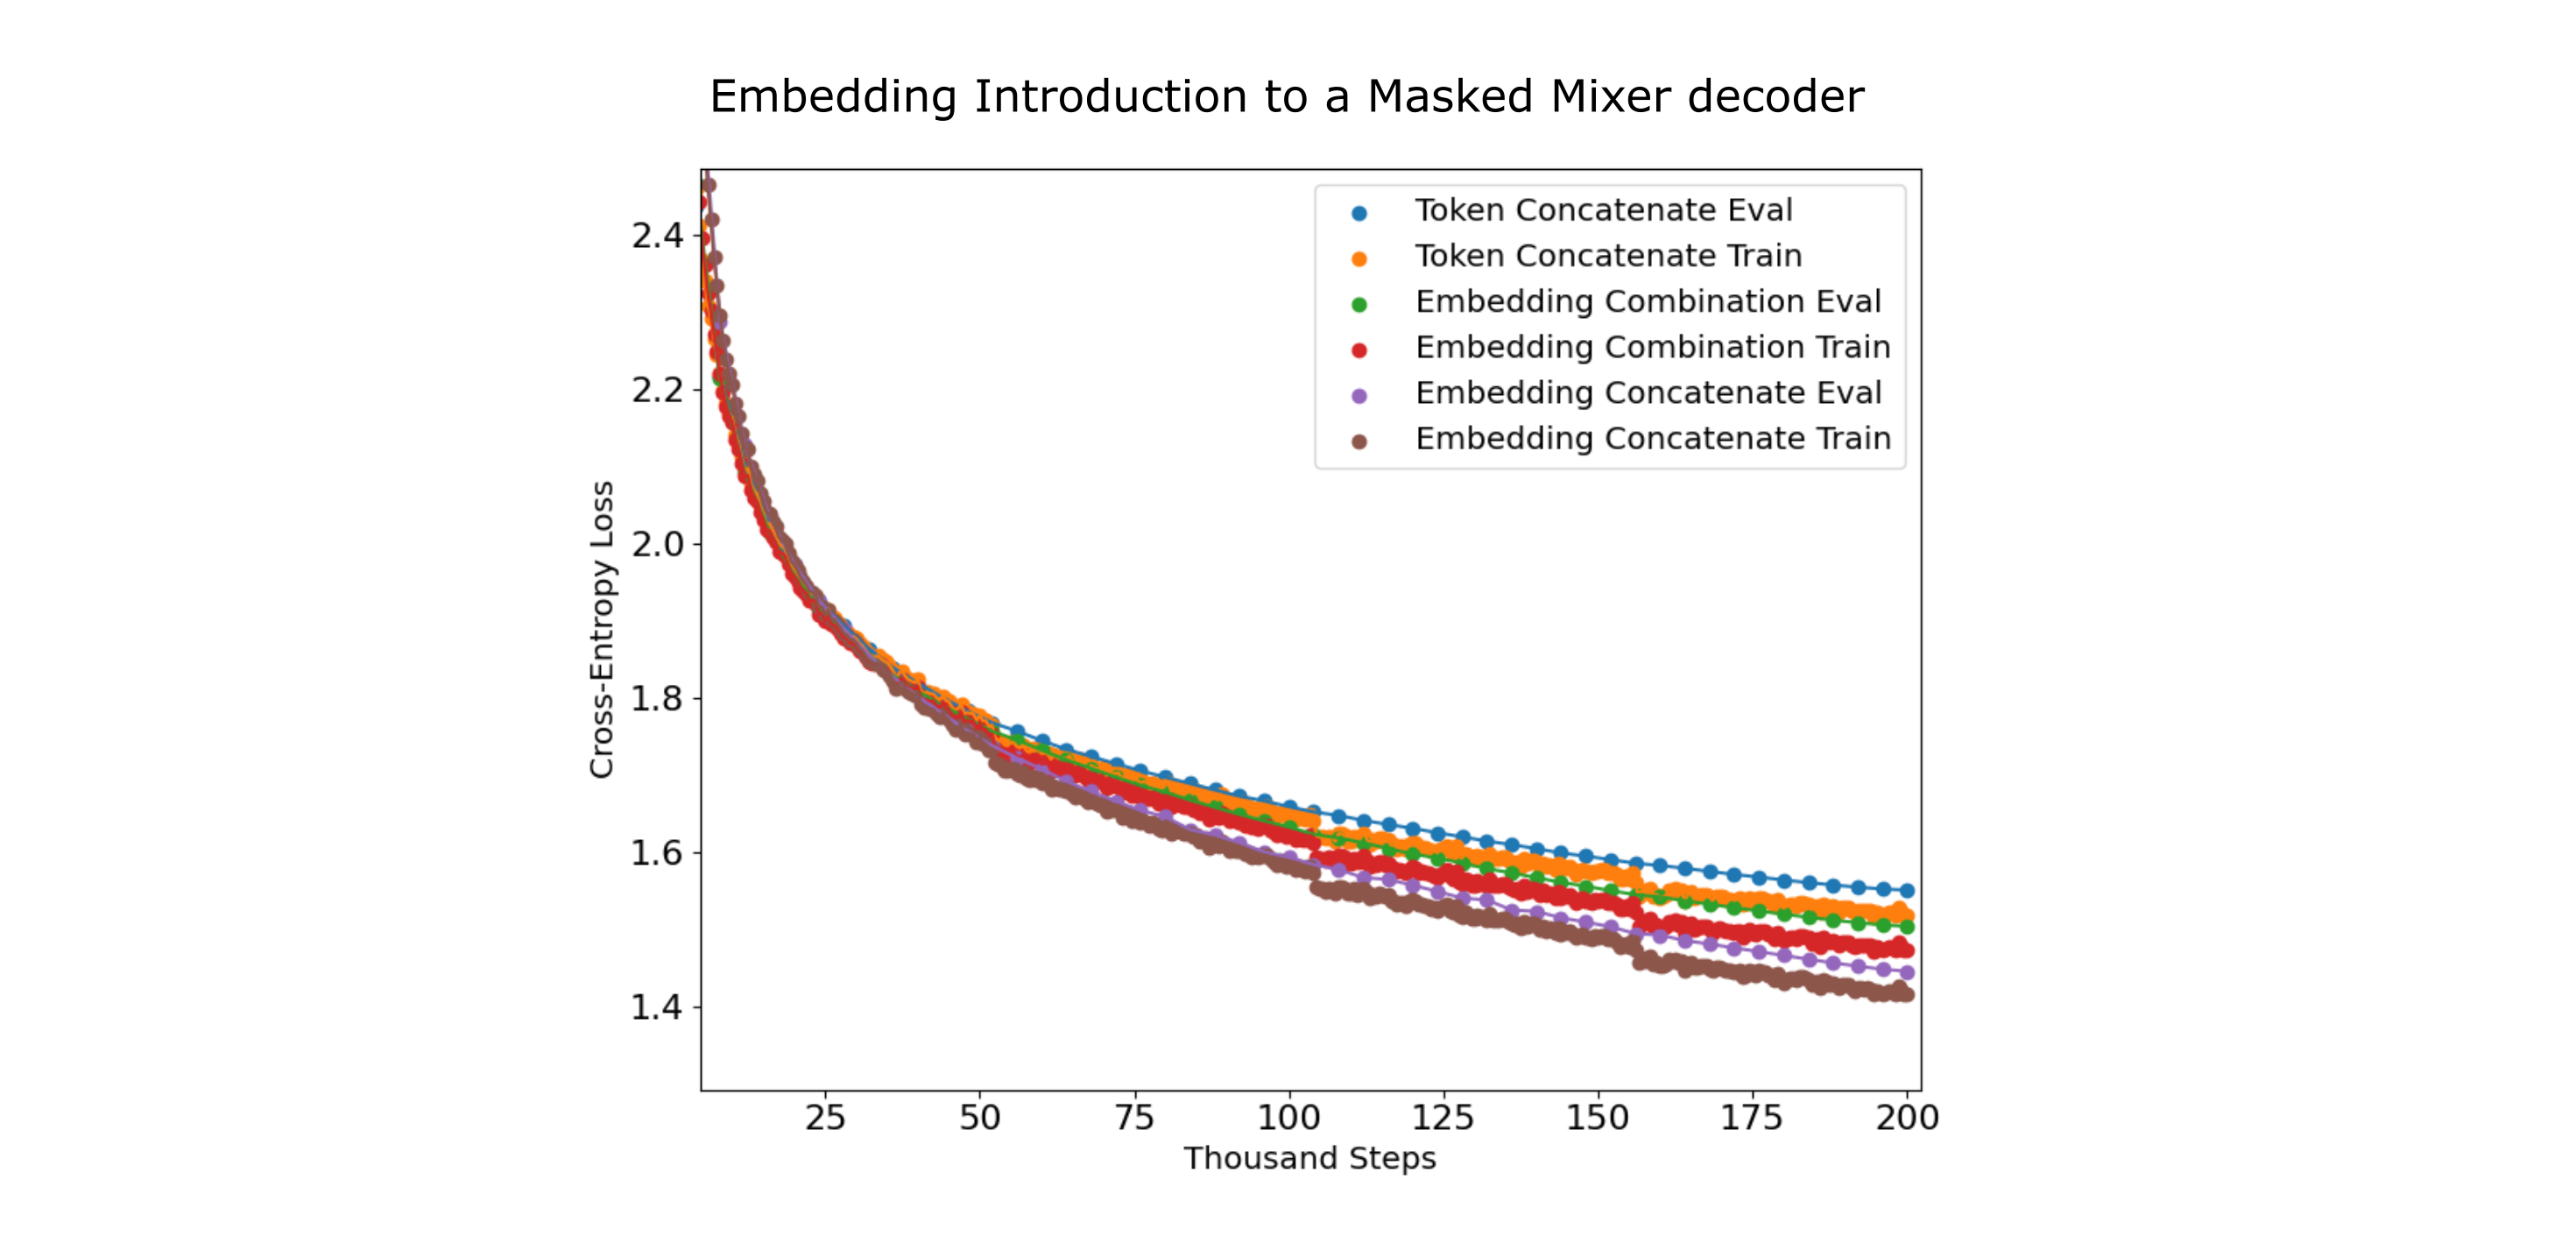 Embedding Introduction to a Masked Mixer decoder
Token Concatenate Eval
Token Concatenate Train
Embedding Combination Eval
Embedding Combination Train
Embedding Concatenate Eval
Embedding Concatenate Train
Cross-Entropy Loss
2.4
2.2
2.0
1.8
1.6
1.4
25 50 75 100 125 150 175 200
Thousand Steps